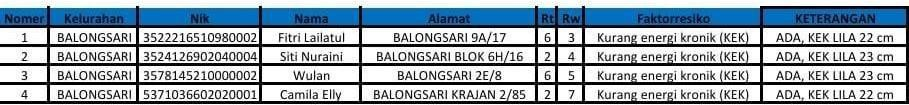 Nomer Kelurahan Nik Nama Alamat Rt Rw Faktorresiko KETERANGAN
1 BALONGSARI 3522216510980002 Fitri Lailatul BALONGSARI 9A/17 6 3 Kurang energi kronik (KEK) ADA, KEK LILA 22 cm
2 BALONGSARI 3524126902040004 Siti Nuraini BALONGSARI BLOK 6H/16 2 4 Kurang energi kronik (KEK) ADA, KEK LILA 23 cm
3 BALONGSARI 3578145210000002 Wulan BALONGSARI 2E/8 6 5 Kurang energi kronik (KEK) ADA, KEK LILA 23 cm
4 BALONGSARI 5371036602020001 Camila Elly BALONGSARI KRAJAN 2/85 2 7 Kurang energi kronik (KEK) ADA, KEK LILA 22 cm